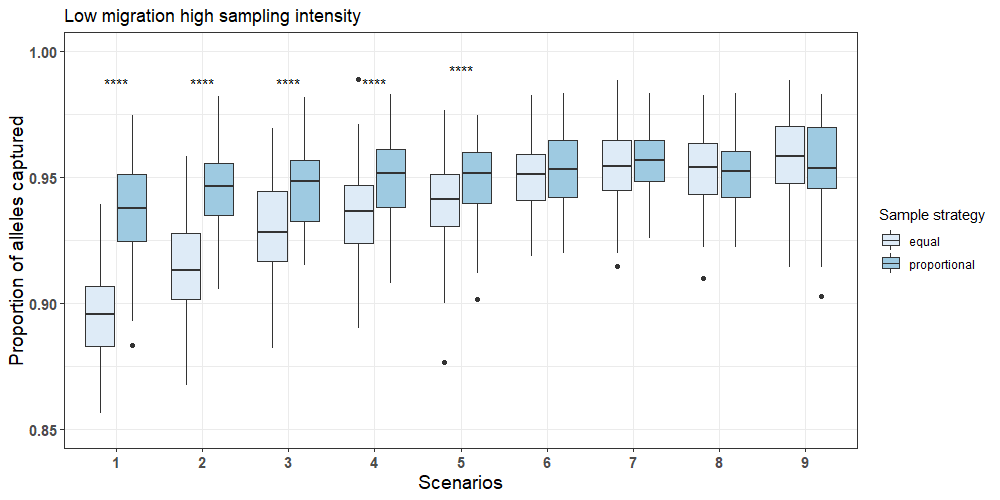 Low migration high sampling intensity
Proportion of alleles captured
1.00
0.95
0.90
0.85
**** **** **** **** ****
1 2 3 4 5 6 7 8 9
Scenarios
Sample strategy
equal
proportional